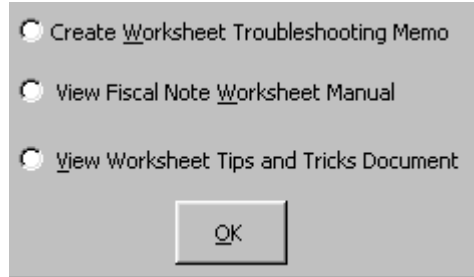 Create Worksheet Troubleshooting Memo
View Fiscal Note Worksheet Manual
View Worksheet Tips and Tricks Document
OK